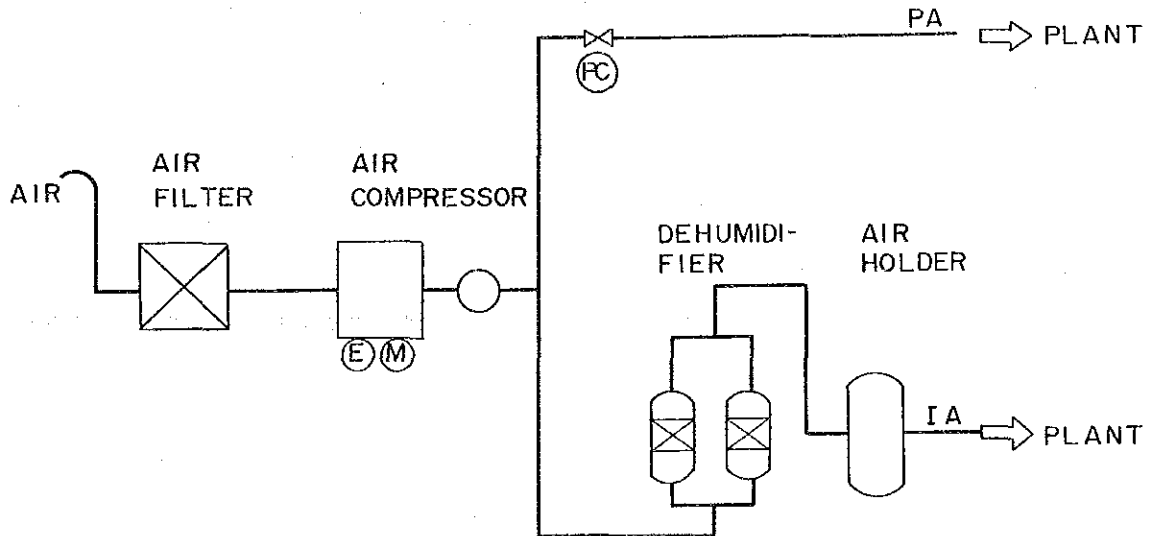 PA
PLANT
PC
AIR
AIR
FILTER
AIR
COMPRESSOR
E
M
DEHUMIDI-
FIER
AIR
HOLDER
IA
PLANT